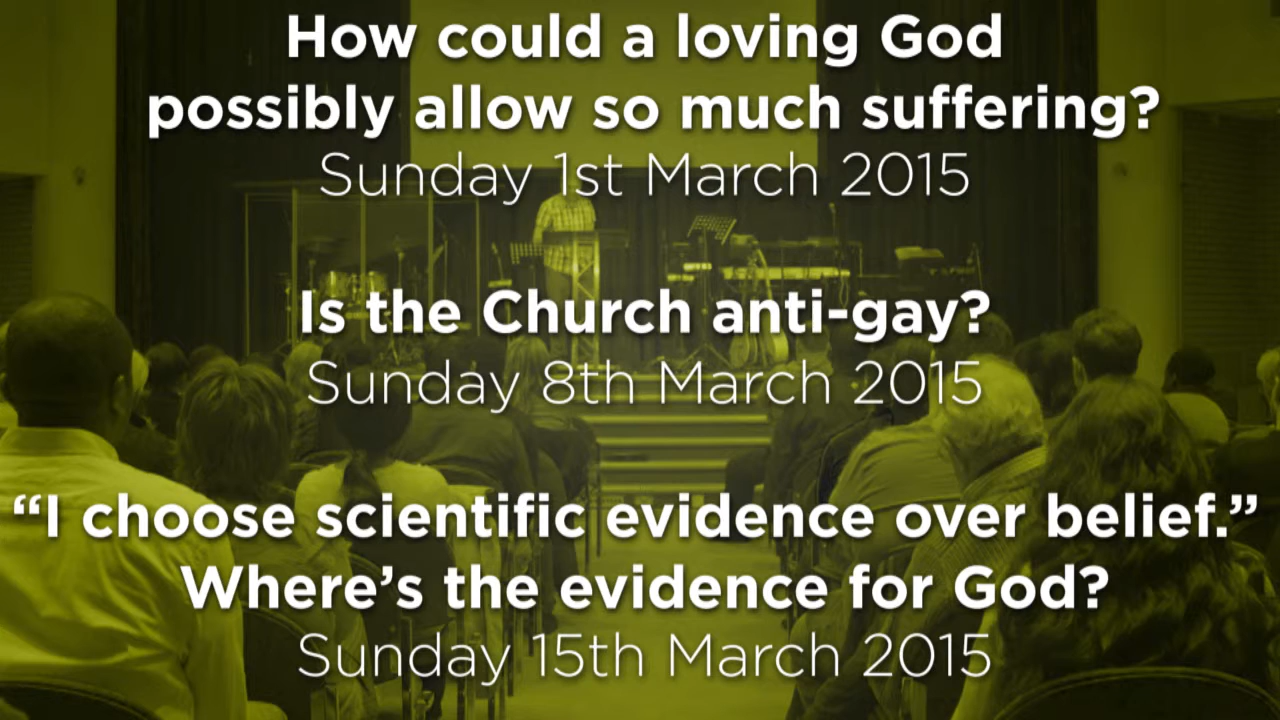 How could a loving God
possibly allow so much suffering?
Sunday 1st March 2015
Is the Church anti-gay?
Sunday 8th March 2015
“I choose scientific evidence over belief.”
Where’s the evidence for God?
Sunday 15th March 2015